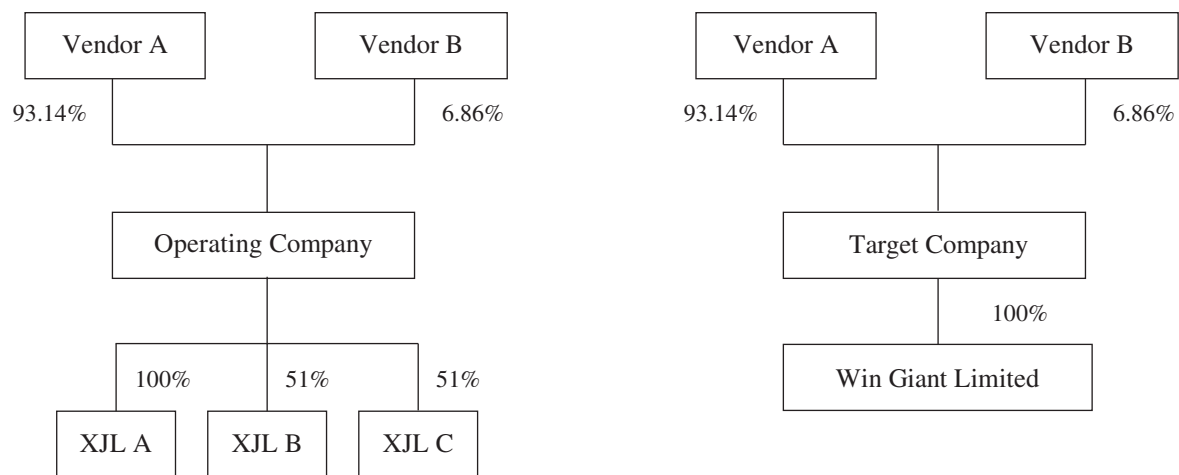 Vendor A
Vendor B
93.14%
6.86%
Operating Company
100%
51%
51%
XJL A
XJL B
XJL C
Vendor A
Vendor B
93.14%
6.86%
Target Company
100%
Win Giant Limited